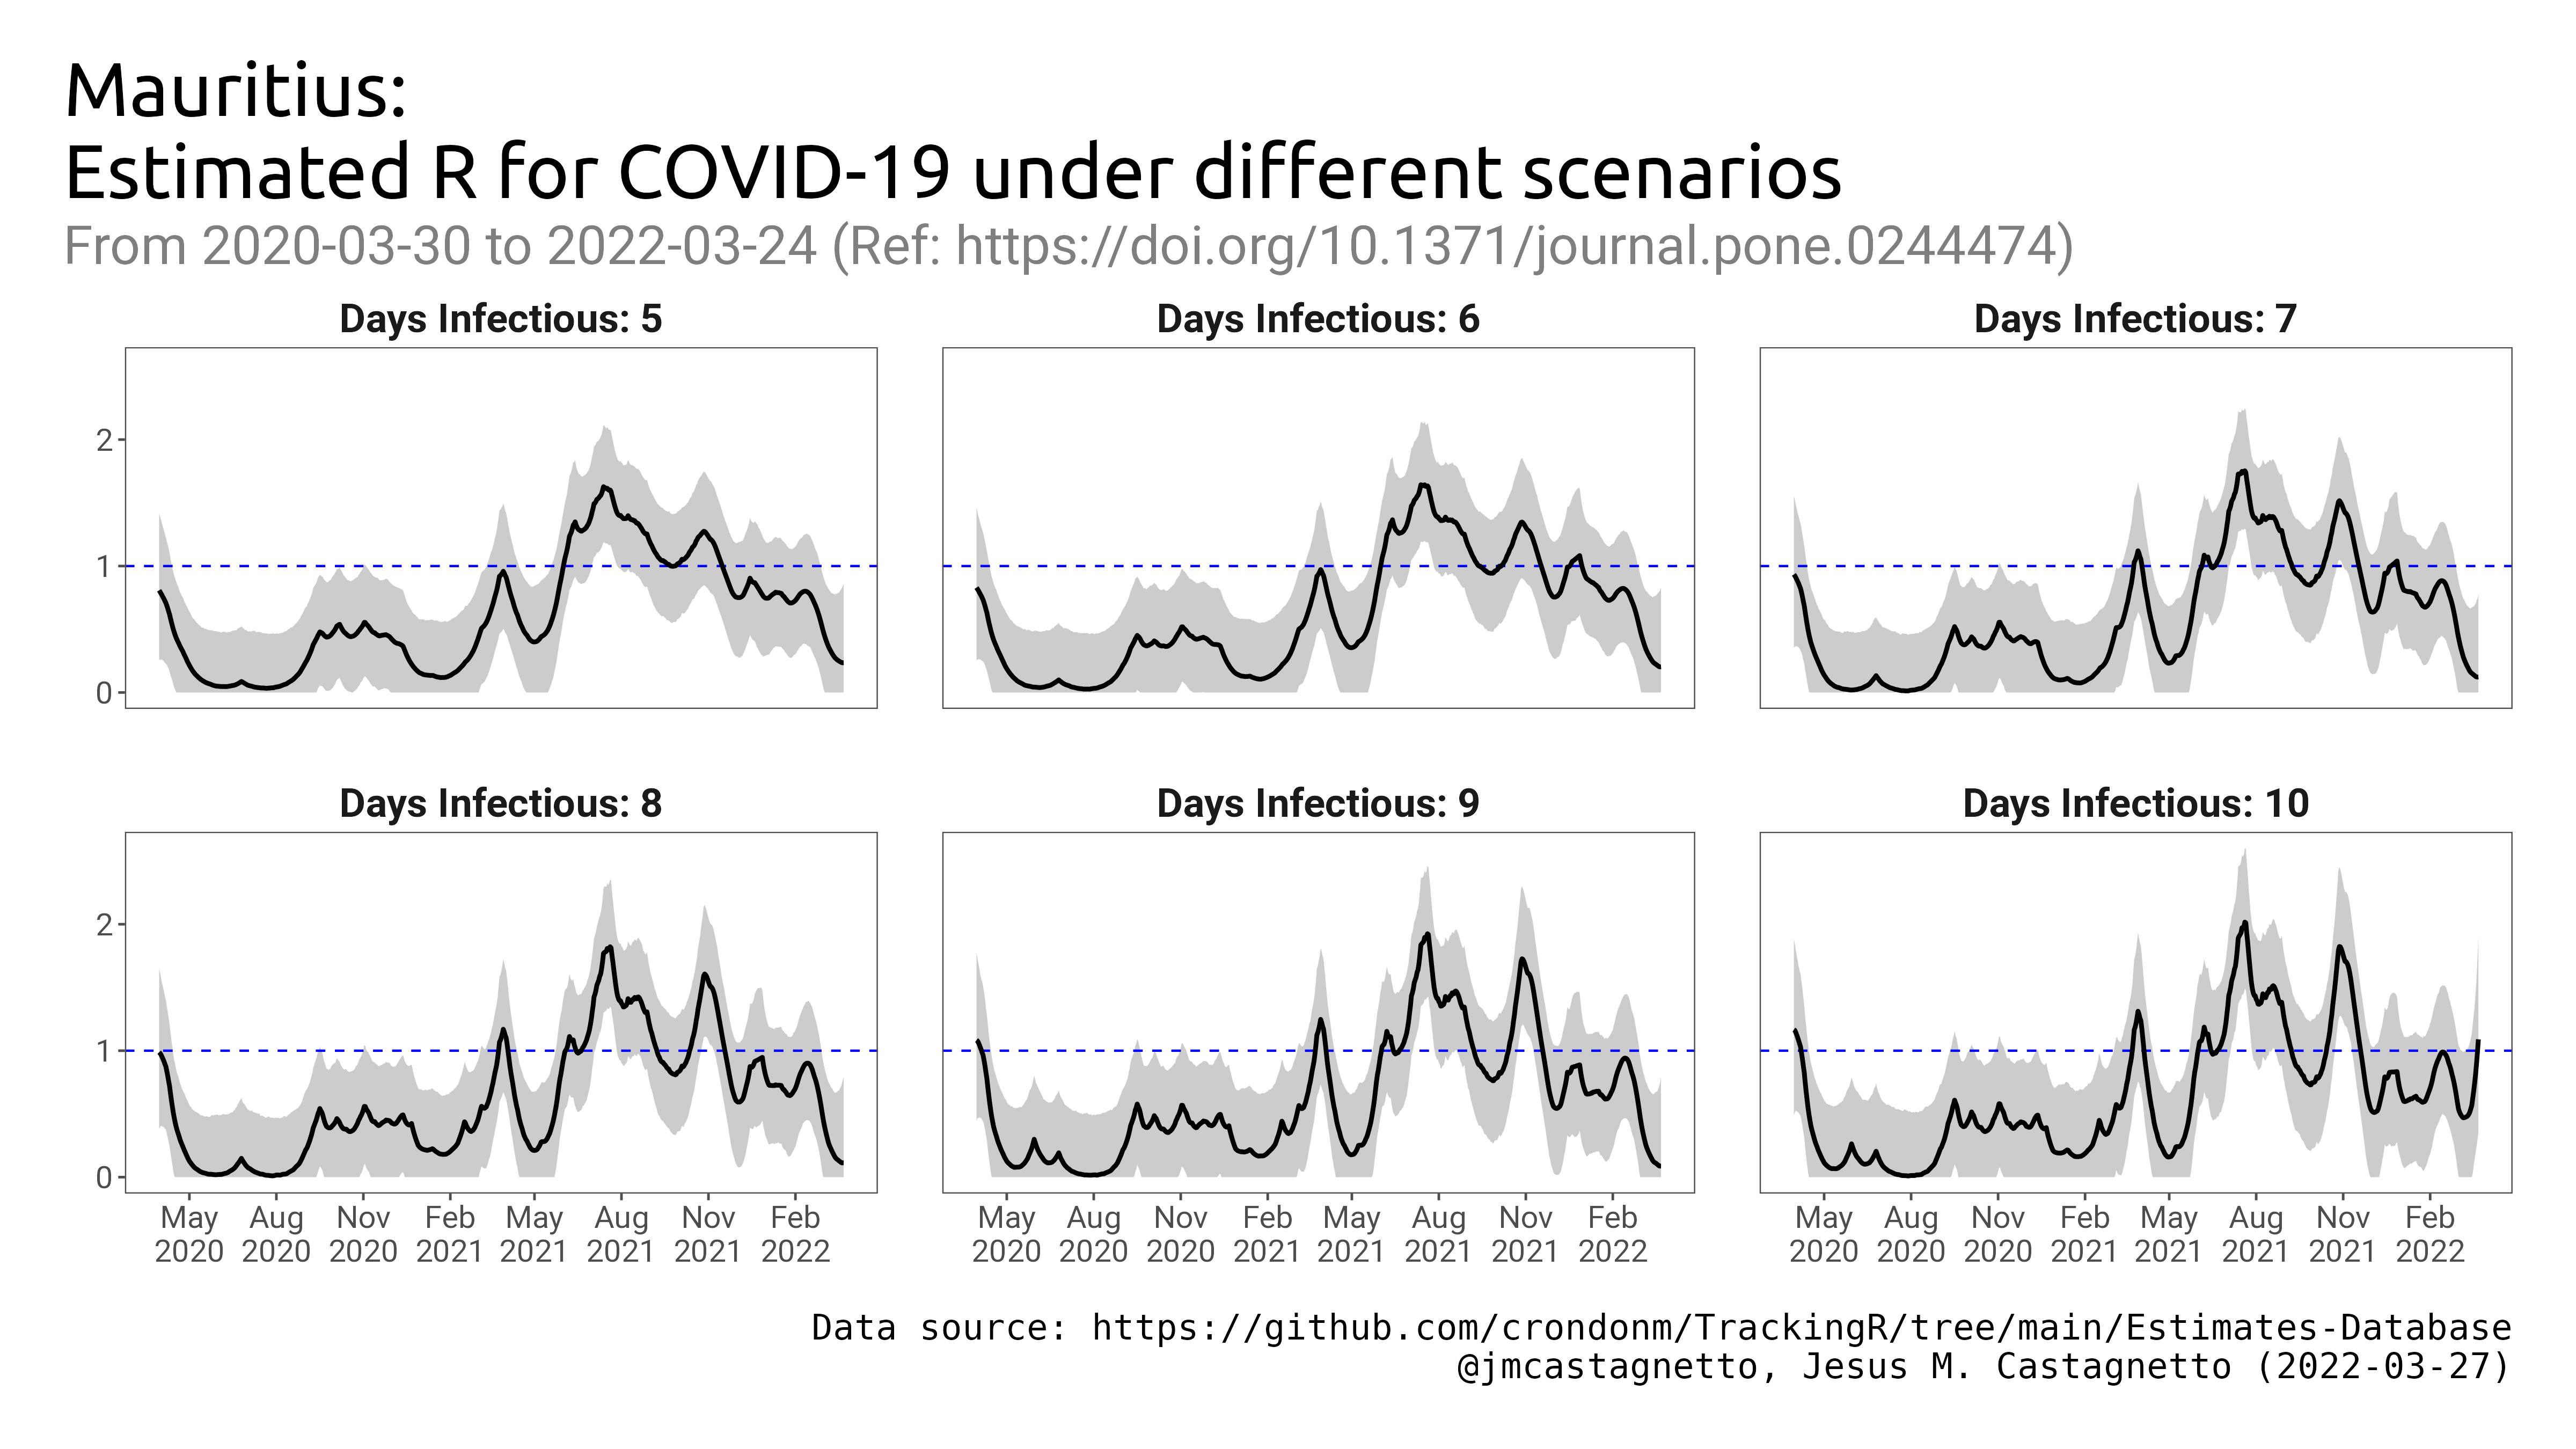 Mauritius:
Estimated R for COVID-19 under different scenarios
From 2020-03-30 to 2022-03-24 (Ref: https://doi.org/10.1371/journal.pone.0244474)
Days Infectious: 5
Days Infectious: 6
Days Infectious: 7
2
1
0
Days Infectious: 8
Days Infectious: 9
Days Infectious: 10
2
1
0
May Aug Nov Feb May Aug Nov Feb
2020 2020 2020 2021 2021 2021 2021 2022
May Aug Nov Feb May Aug Nov Feb
2020 2020 2020 2021 2021 2021 2021 2022
May Aug Nov Feb May Aug Nov Feb
2020 2020 2020 2021 2021 2021 2021 2022
Data source: https://github.com/crondonm/TrackingR/tree/main/Estimates-Database
@jmcastagnetto, Jesus M. Castagnetto (2022-03-27)